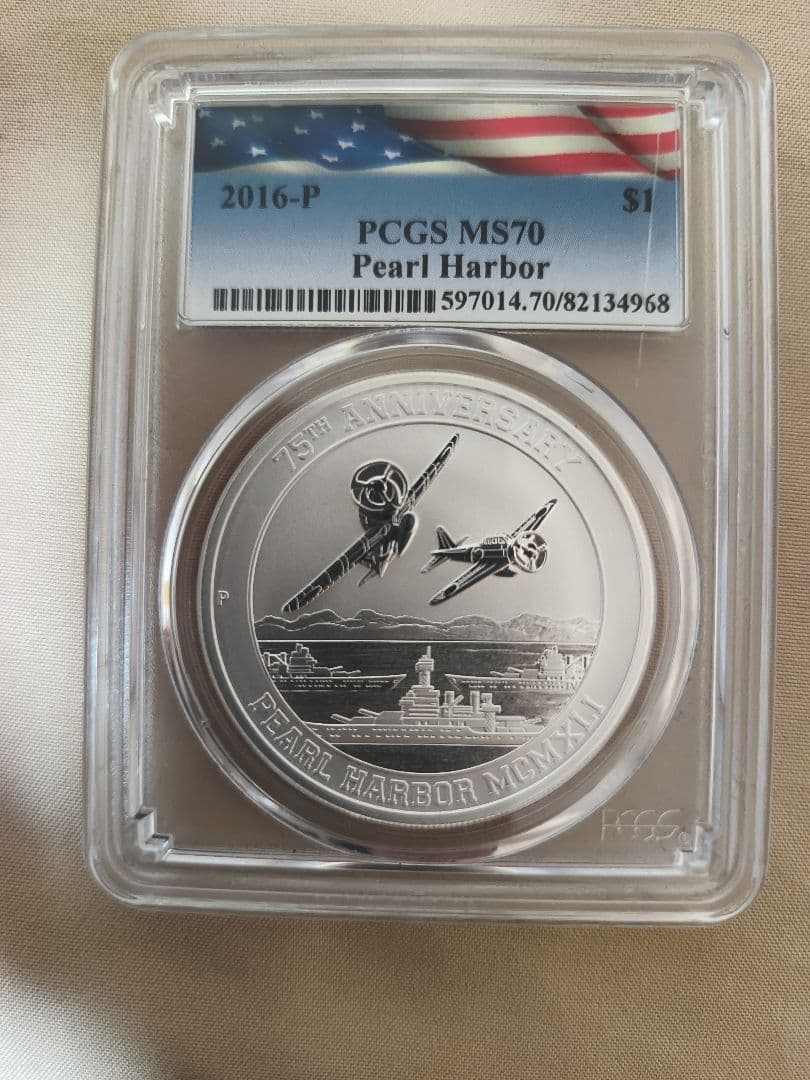 2016-P $1
PCGS MS70
Pearl Harbor
597014.70/82134968
75TH ANNIVERSARY
P
PEARL HARBOR MCMXLI
PCGS